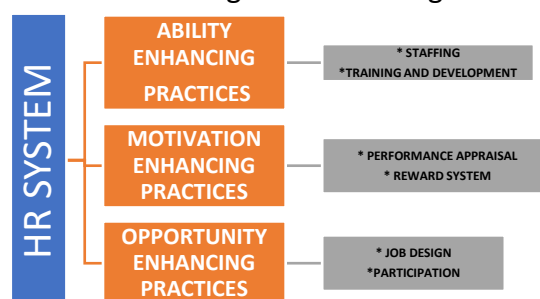 HR SYSTEM
ABILITY
ENHANCING
PRACTICES
* STAFFING
*TRAINING AND DEVELOPMENT
MOTIVATION
ENHANCING
PRACTICES
* PERFORMANCE APPRAISAL
* REWARD SYSTEM
OPPORTUNITY
ENHANCING
PRACTICES
* JOB DESIGN
*PARTICIPATION